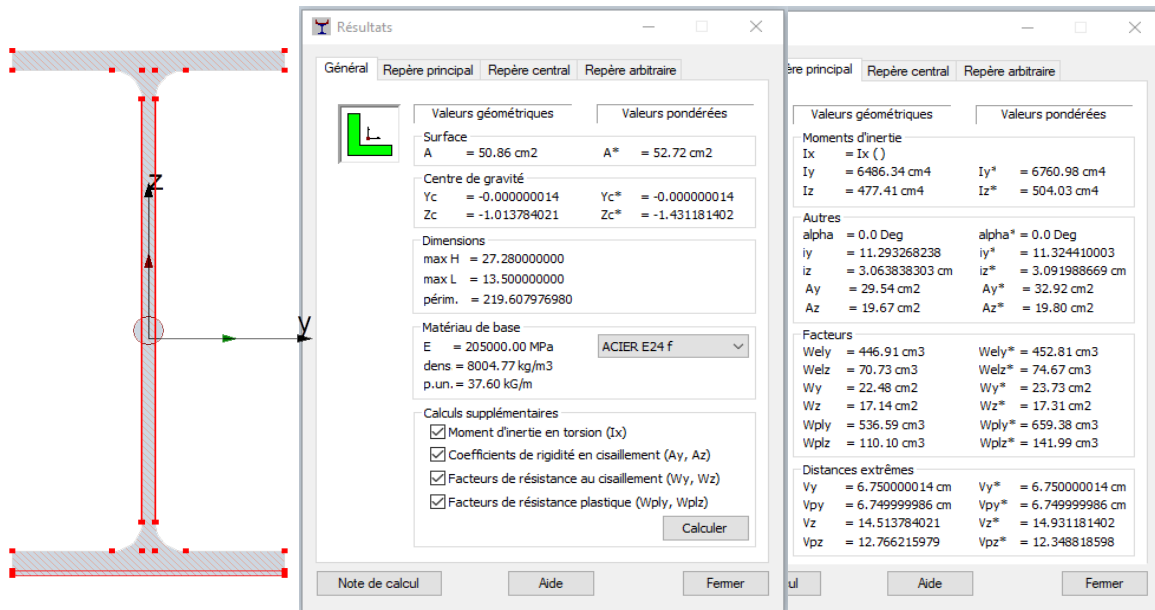 z
y
Résultats
Général Repère principal Repère central Repère arbitraire
Valeurs géométriques Valeurs pondérées
Surface
A = 50.86 cm2 A* = 52.72 cm2
Centre de gravité
Yc = -0.000000014 Yc* = -0.000000014
Zc = -1.013784021 Zc* = -1.431181402
Dimensions
max H = 27.280000000
max L = 13.500000000
périm. = 219.607976980
Matériau de base
E = 205000.00 MPa ACIER E24 f
dens = 8004.77 kg/m3
p.un. = 37.60 kG/m
Calculs supplémentaires
Moment d'inertie en torsion (Ix)
Coefficients de rigidité en cisaillement (Ay, Az)
Facteurs de résistance au cisaillement (Wy, Wz)
Facteurs de résistance plastique (Wply, Wplz)
Calculer
Note de calcul Aide Fermer
ère principal Repère central Repère arbitraire
Valeurs géométriques Valeurs pondérées
Moments d'inertie
Ix = Ix ()
Iy = 6486.34 cm4 Iy* = 6760.98 cm4
Iz = 477.41 cm4 Iz* = 504.03 cm4
Autres
alpha = 0.0 Deg alpha* = 0.0 Deg
iy = 11.293268238 iy* = 11.324410003
iz = 3.063838303 cm iz* = 3.091988669 cm
Ay = 29.54 cm2 Ay* = 32.92 cm2
Az = 19.67 cm2 Az* = 19.80 cm2
Facteurs
Wely = 446.91 cm3 Wely* = 452.81 cm3
Welz = 70.73 cm3 Welz* = 74.67 cm3
Wy = 22.48 cm2 Wy* = 23.73 cm2
Wz = 17.14 cm2 Wz* = 17.31 cm2
Wply = 536.59 cm3 Wply* = 659.38 cm3
Wplz = 110.10 cm3 Wplz* = 141.99 cm3
Distances extrêmes
Vy = 6.750000014 cm Vy* = 6.750000014 cm
Vpy = 6.749999986 cm Vpy* = 6.749999986 cm
Vz = 14.513784021 Vz* = 14.931181402
Vpz = 12.766215979 Vpz* = 12.348818598
ul Aide Fermer